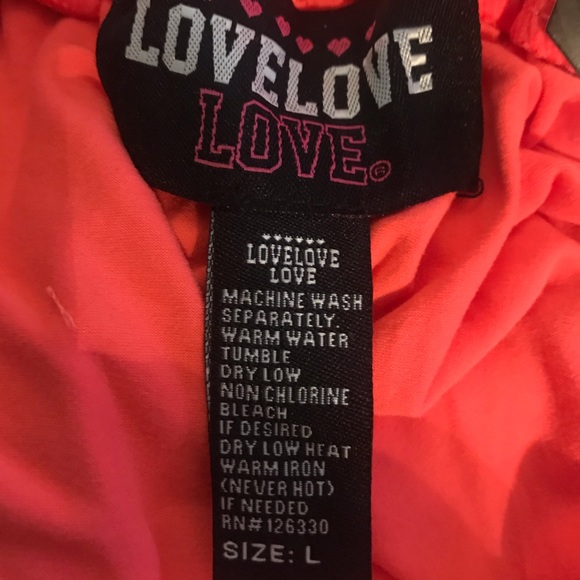 LOVELOVE
LOVE®
LOVELOVE
LOVE
MACHINE WASH
SEPARATELY.
WARM WATER
TUMBLE
DRY LOW
NON CHLORINE
BLEACH
IF DESIRED
DRY LOW HEAT
WARM IRON
(NEVER HOT)
IF NEEDED
RN# 126330
SIZE: L